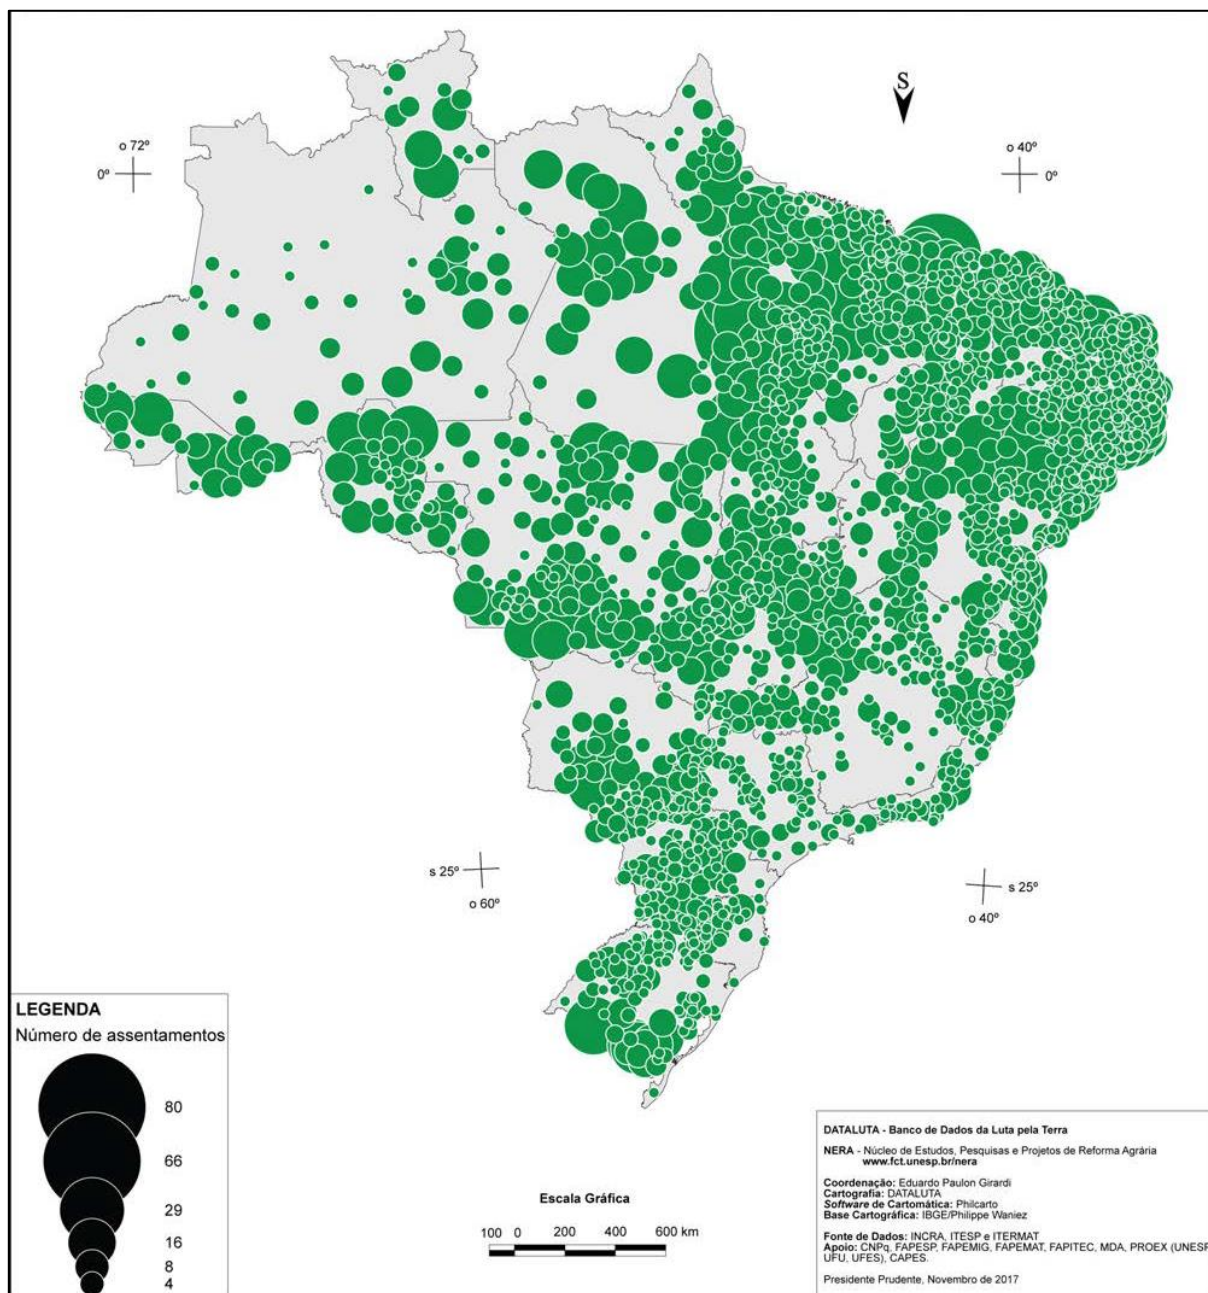 S
o 72º
0º
o 40º
0º
s 25º
o 60º
s 25º
o 40º
LEGENDA
Número de assentamentos
80
66
29
16
8
4
Escala Gráfica
100 0 200 400 600 km
DATALUTA - Banco de Dados da Luta pela Terra
NERA - Núcleo de Estudos, Pesquisas e Projetos de Reforma Agrária
www.fct.unesp.br/nera
Coordenação: Eduardo Paulon Girardi
Cartografia: DATALUTA
Software de Cartomática: Philcarto
Base Cartográfica: IBGE/Philippe Waniez
Fonte de Dados: INCRA, ITESP e ITERMAT
Apoio: CNPq, FAPESP, FAPEMIG, FAPEMAT, FAPITEC, MDA, PROEX (UNESP
UFU, UFES), CAPES.
Presidente Prudente, Novembro de 2017